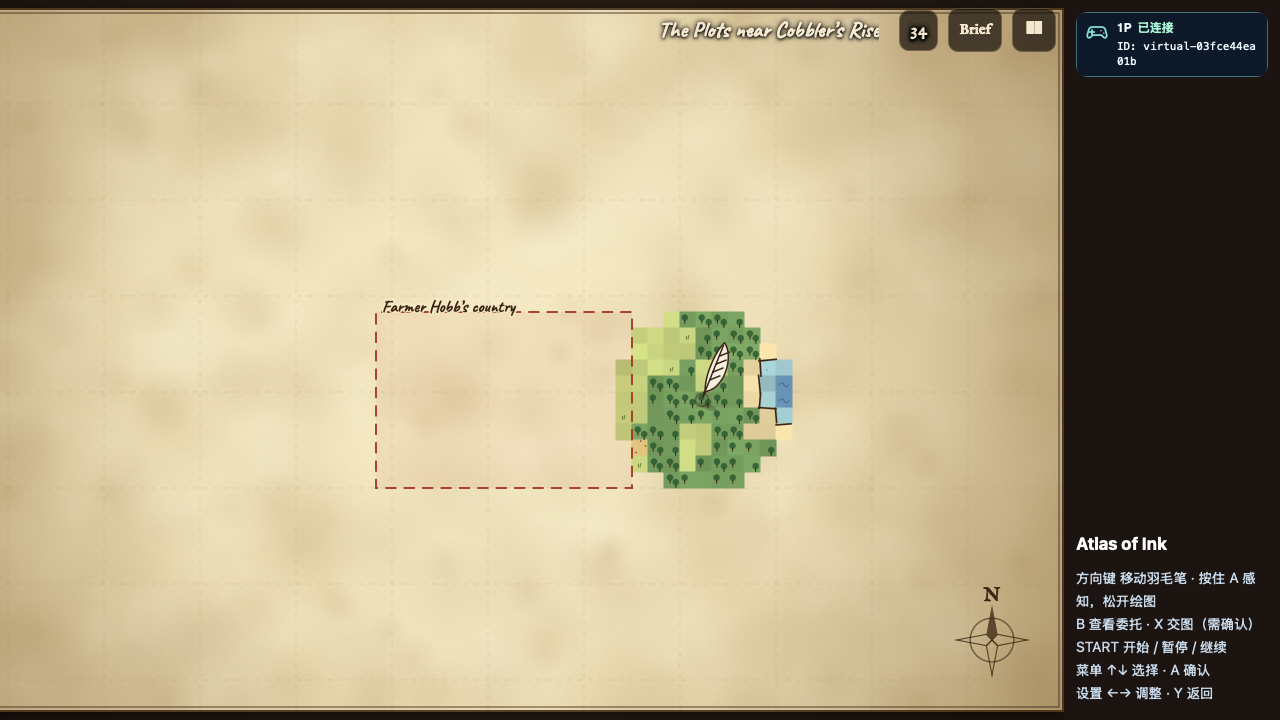 The Plots near Cobbler's Rise
34
Brief
Farmer Hobb's country
N
1P 已连接
ID: virtual-03fce44ea
01b
Atlas of Ink
方向键 移动羽毛笔 · 按住 A 感
知，松开绘图
B 查看委托 · X 交图（需确认）
START 开始 / 暂停 / 继续
菜单 ↑↓ 选择 · A 确认
设置 ←→ 调整 · Y 返回